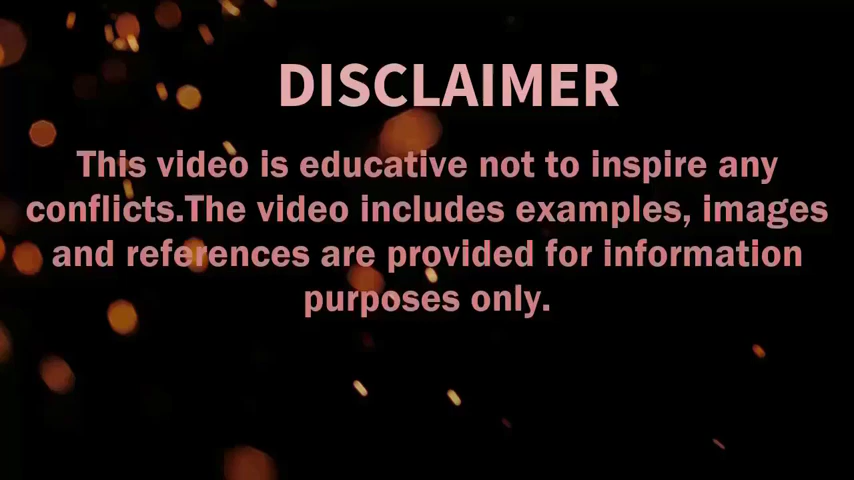 DISCLAIMER
This video is educative not to inspire any
conflicts.The video includes examples, images
and references are provided for information
purposes only.